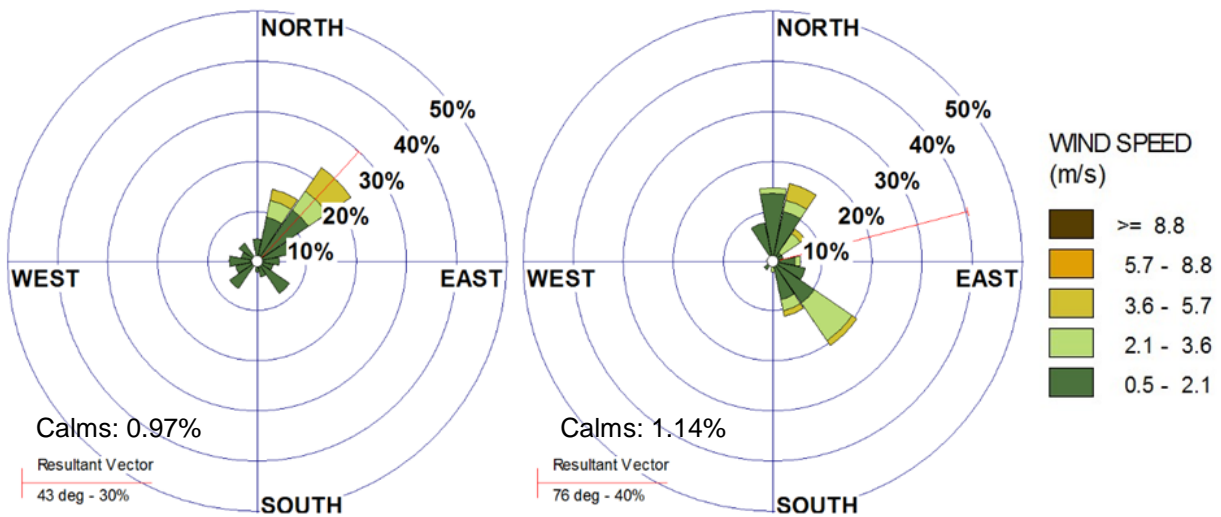 NORTH
50%
40%
30%
20%
10%
WEST
EAST
Calms: 0.97%
Resultant Vector
43 deg - 30%
SOUTH
NORTH
50%
40%
30%
20%
10%
WEST
EAST
Calms: 1.14%
Resultant Vector
76 deg - 40%
SOUTH
WIND SPEED
(m/s)
>= 8.8
5.7 - 8.8
3.6 - 5.7
2.1 - 3.6
0.5 - 2.1